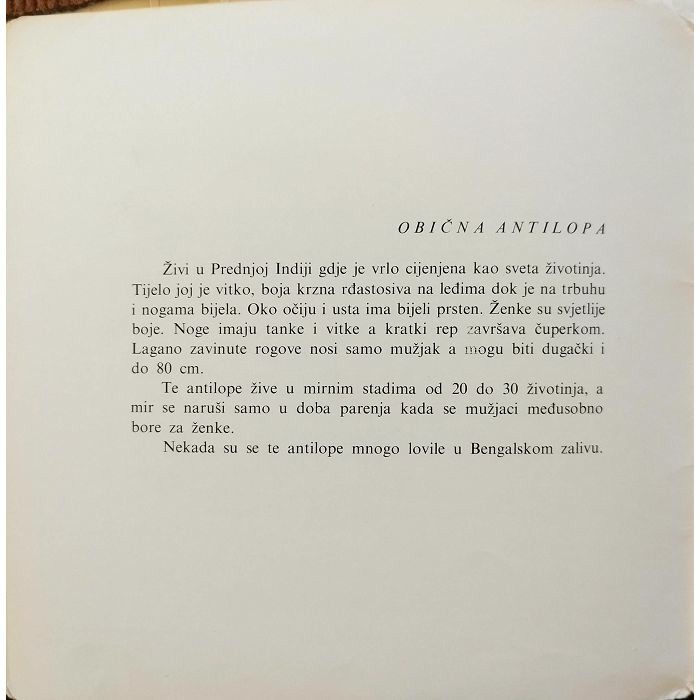 OBIČNA ANTILOPA
Živi u Prednjoj Indiji gdje je vrlo cijenjena kao sveta životinja.
Tijelo joj je vitko, boja krzna rđastosiva na leđima dok je na trbuhu
i nogama bijela. Oko očiju i usta ima bijeli prsten. Ženke su svjetlije
boje. Noge imaju tanke i vitke a kratki rep završava čuperkom.
Lagano zavinute rogove nosi samo mužjak a mogu biti dugački i
do 80 cm.
Te antilope žive u mirnim stadima od 20 do 30 životinja, a
mir se naruši samo u doba parenja kada se mužjaci međusobno
bore za ženke.
Nekada su se te antilope mnogo lovile u Bengalskom zalivu.